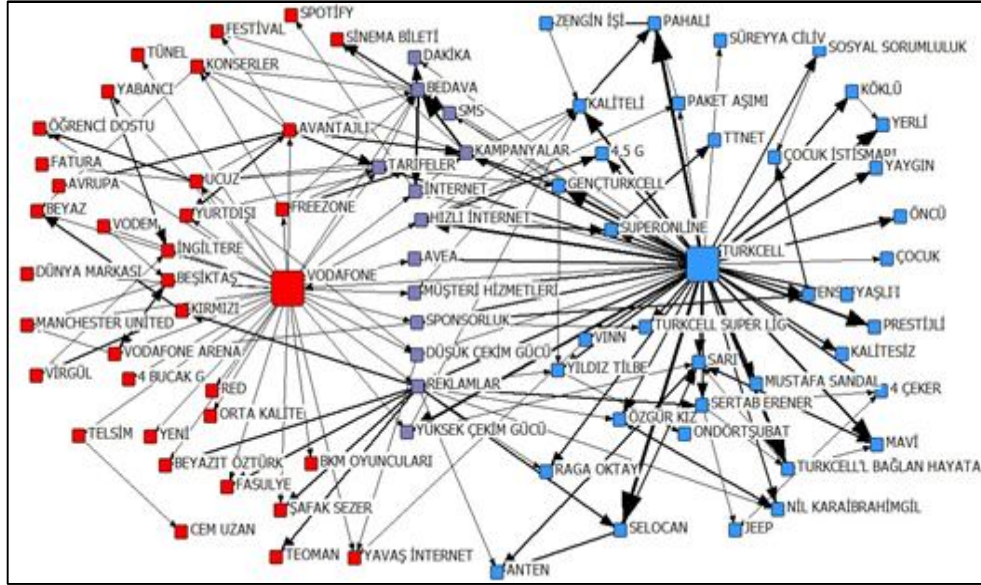 SPOTİFY
ZENGİN İŞİ
PAHALI
FESTİVAL
SİNEMA BİLETİ
SÜREYYA CİLİV
SOSYAL SORUMLULUK
TÜNEL
KONSERLER
DAKİKA
YABANCI
BEDAVA
KALİTELİ
PAKET AŞIMI
KÖKLÜ
SMS
ÖĞRENCİ DOSTU
AVANTAJLI
YERLİ
TTNET
KAMPANYALAR
4,5 G
ÇOCUK İSTİSMARI
FATURA
TARİFELER
YAYGIN
AVRUPA
UCUZ
İNTERNET
GENÇTURKCELL
BEYAZ
YURTDIŞI
FREEZONE
HIZLI İNTERNET
ÖNCÜ
VODEM
SUPERONLINE
İNGİLTERE
AVEA
TURKCELL
ÇOCUK
DÜNYA MARKASI
BEŞİKTAŞ
VODAFONE
MÜŞTERİ HİZMETLERİ
YAŞLI
KIRMIZI
MANCHESTER UNITED
SPONSORLUK
TURKCELL SUPER LİG
PRESTİJLİ
VINN
VODAFONE ARENA
DÜŞÜK ÇEKİM GÜCÜ
KALİTESİZ
VİRGÜL
4 BUCAK G
YILDIZ TİLBE
SARI
RED
REKLAMLAR
MUSTAFA SANDAL
4 ÇEKER
ORTA KALİTE
SERTAB ERENER
TELSİM
YENİ
YÜKSEK ÇEKİM GÜCÜ
ÖZGÜR KIZ
ONDÖRTŞUBAT
MAVİ
BEYAZIT ÖZTÜRK
BKM OYUNCULARI
RAGA OKTAY
TURKCELL'L BAĞLAN HAYATA
FASULYE
ŞAFAK SEZER
NİL KARAİBRAHİMGİL
CEM UZAN
SELOCAN
JEEP
TEOMAN
YAVAŞ İNTERNET
ANTEN